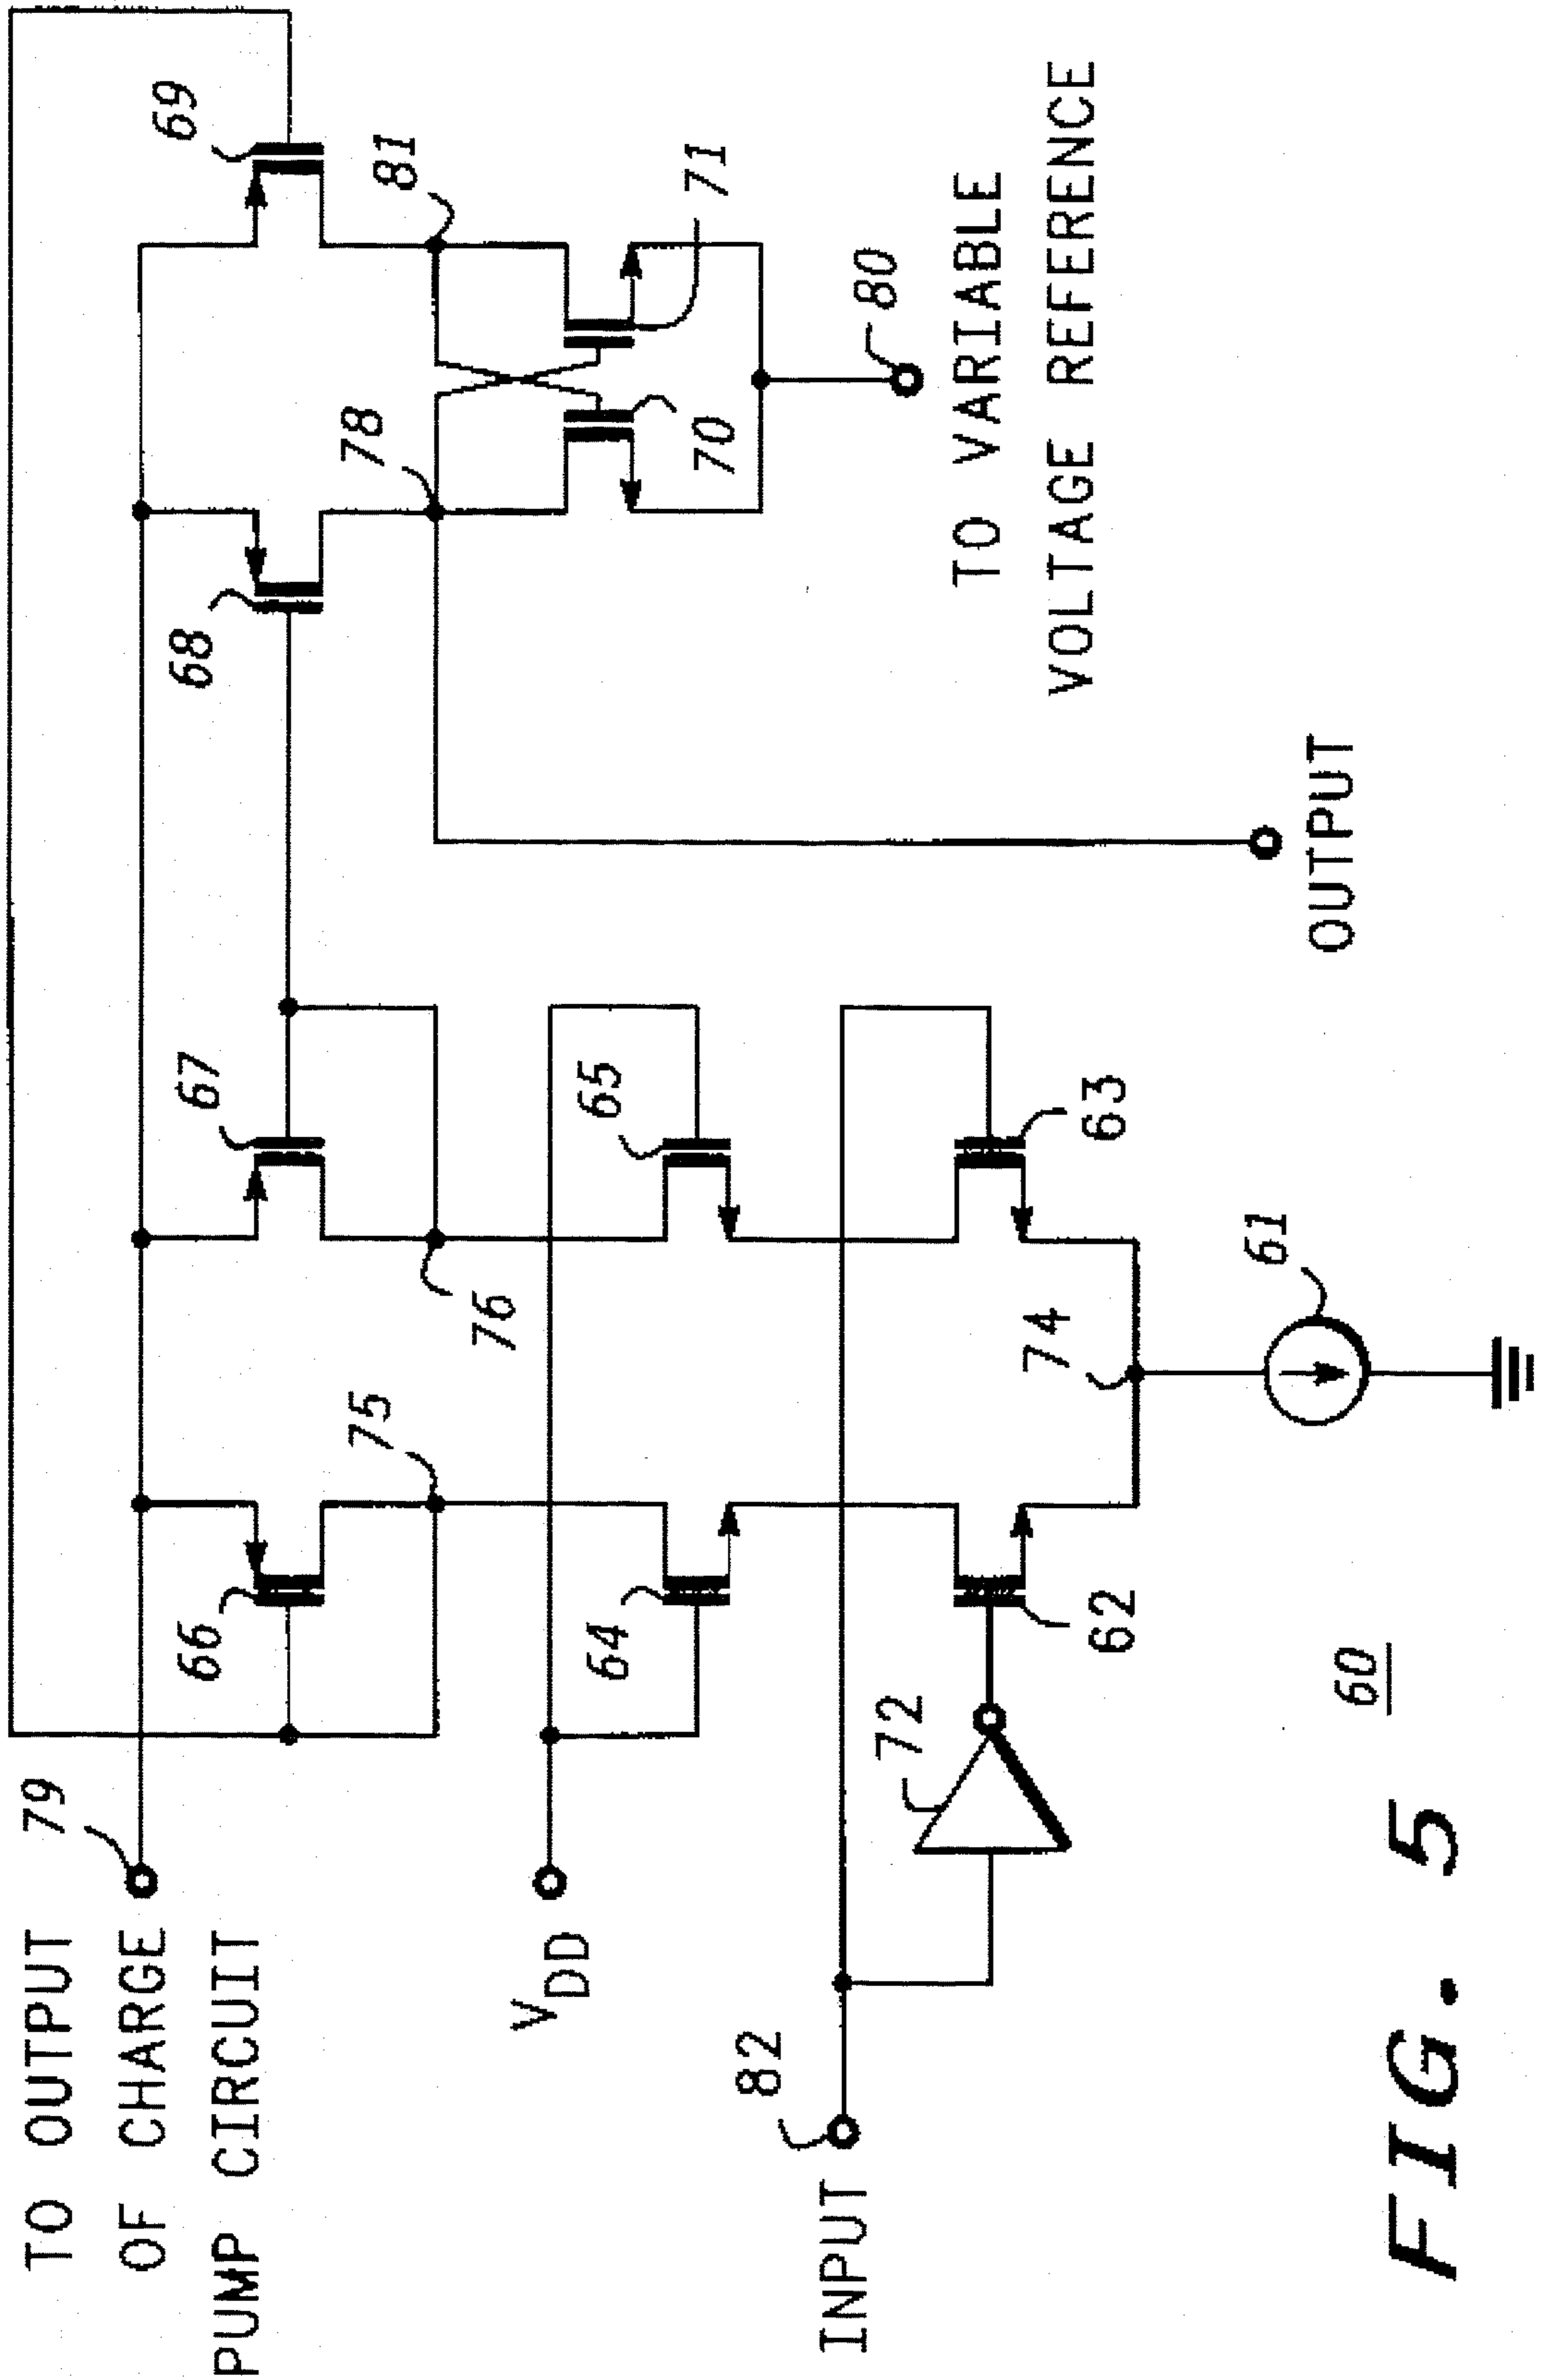 TO OUTPUT
OF CHARGE
PUMP CIRCUIT
79
66
67
68
69
75
76
78
81
VDD
64
65
70
71
82
INPUT
72
62
63
80
TO VARIABLE
VOLTAGE REFERENCE
74
61
OUTPUT
60
FIG. 5